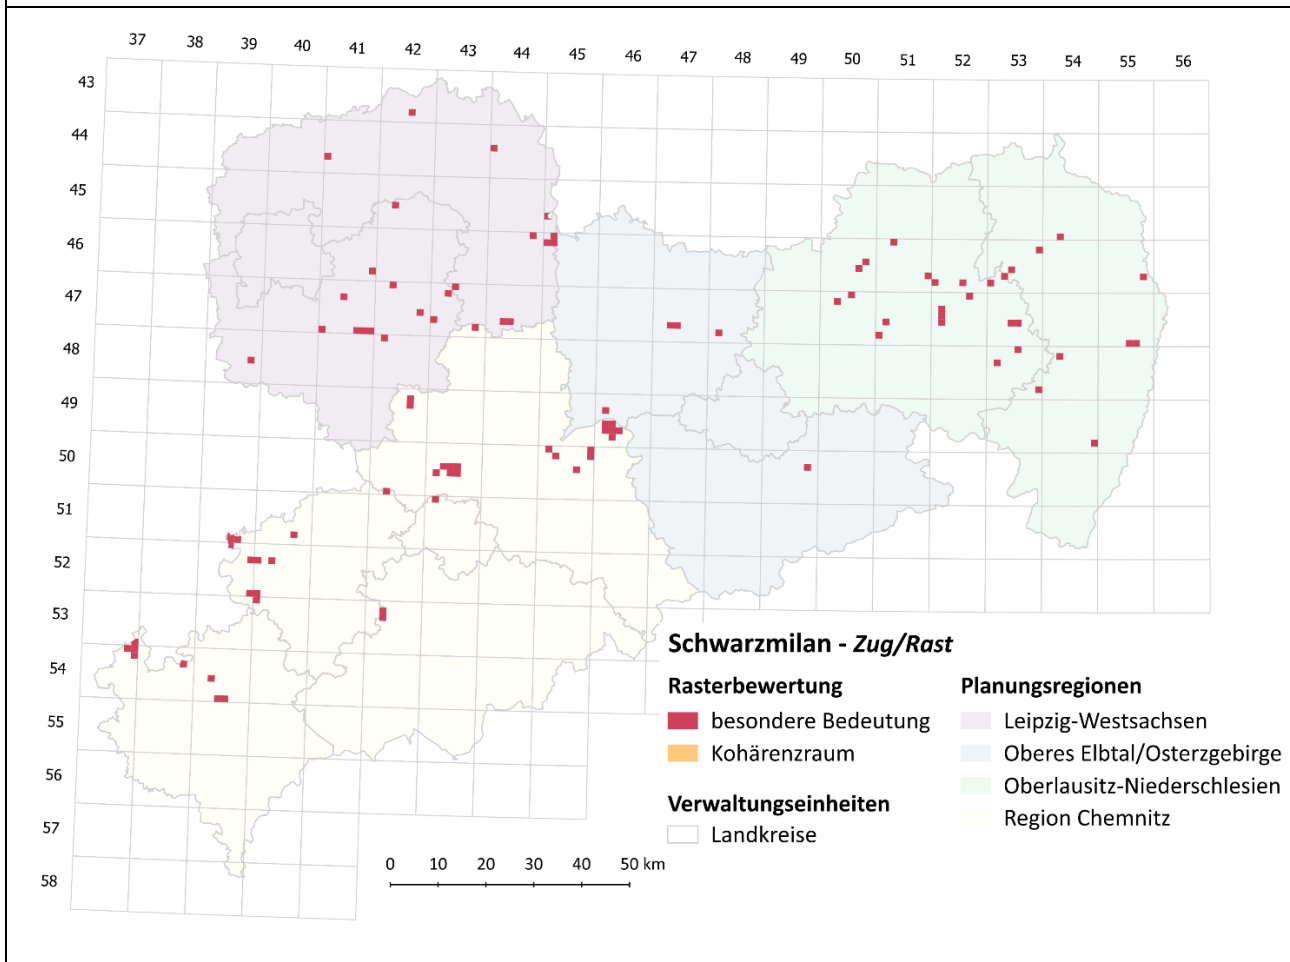 37 38 39 40 41 42 43 44 45 46 47 48 49 50 51 52 53 54 55 56
43
44
45
46
47
48
49
50
51
52
53
54
55
56
57
58
Schwarzmilan - Zug/Rast
Rasterbewertung
besondere Bedeutung
Kohärenzraum
Verwaltungseinheiten
Landkreise
Planungsregionen
Leipzig-Westsachsen
Oberes Elbtal/Osterzgebirge
Oberlausitz-Niederschlesien
Region Chemnitz
0 10 20 30 40 50 km